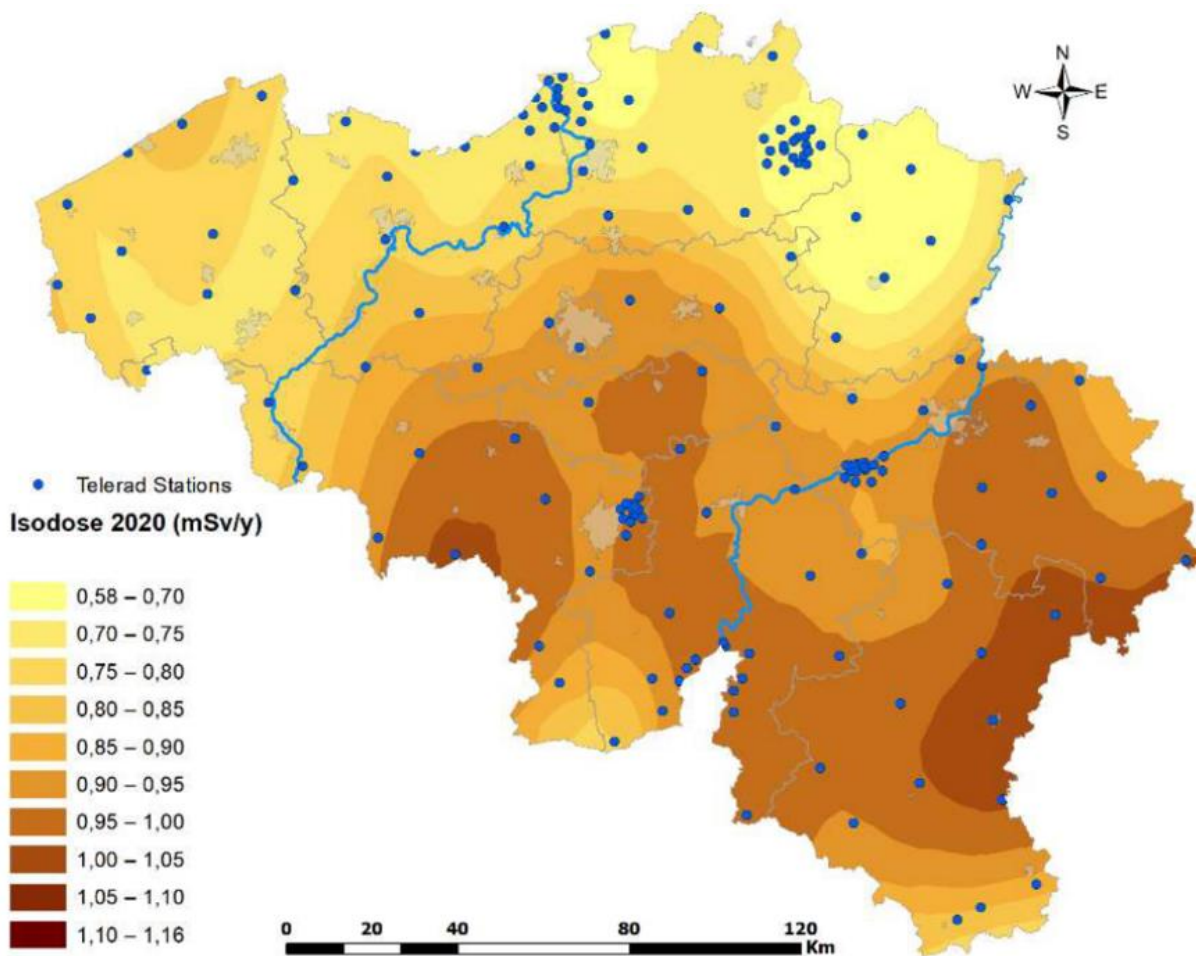 N
W E
S
Telerad Stations
Isodose 2020 (mSv/y)
0,58 – 0,70
0,70 – 0,75
0,75 – 0,80
0,80 – 0,85
0,85 – 0,90
0,90 – 0,95
0,95 – 1,00
1,00 – 1,05
1,05 – 1,10
1,10 – 1,16
0 20 40 80 120
Km